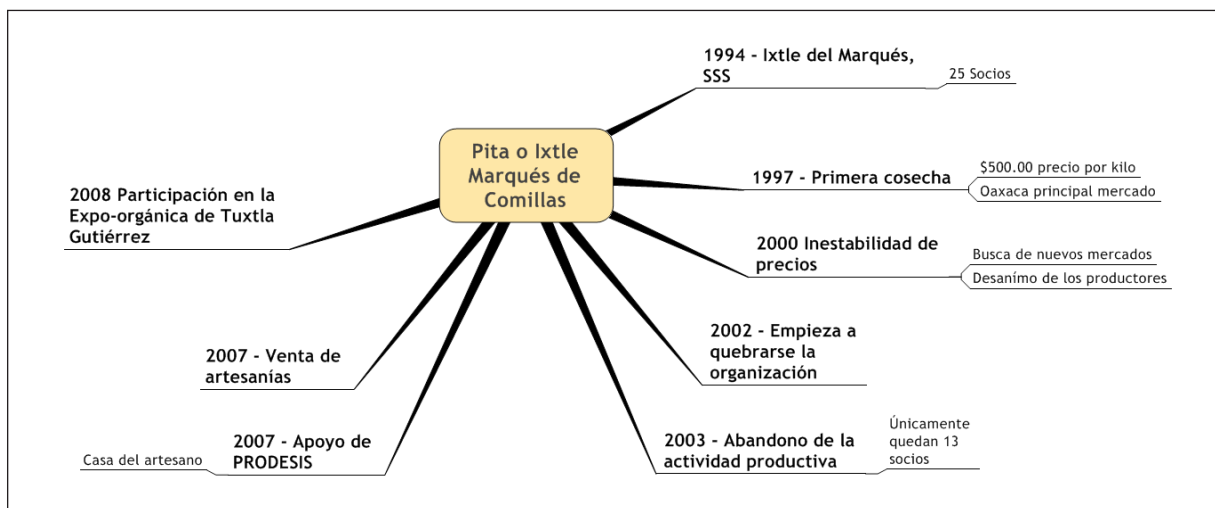 Pita o Ixtle
Marqués de
Comillas
1994 - Ixtle del Marqués,
SSS
25 Socios
1997 - Primera cosecha
$500.00 precio por kilo
Oaxaca principal mercado
2000 Inestabilidad de
precios
Busca de nuevos mercados
Desanímo de los productores
2002 - Empieza a
quebrarse la
organización
2003 - Abandono de la
actividad productiva
Únicamente
quedan 13
socios
2007 - Apoyo de
PRODESIS
Casa del artesano
2007 - Venta de
artesanías
2008 Participación en la
Expo-orgánica de Tuxtla
Gutiérrez